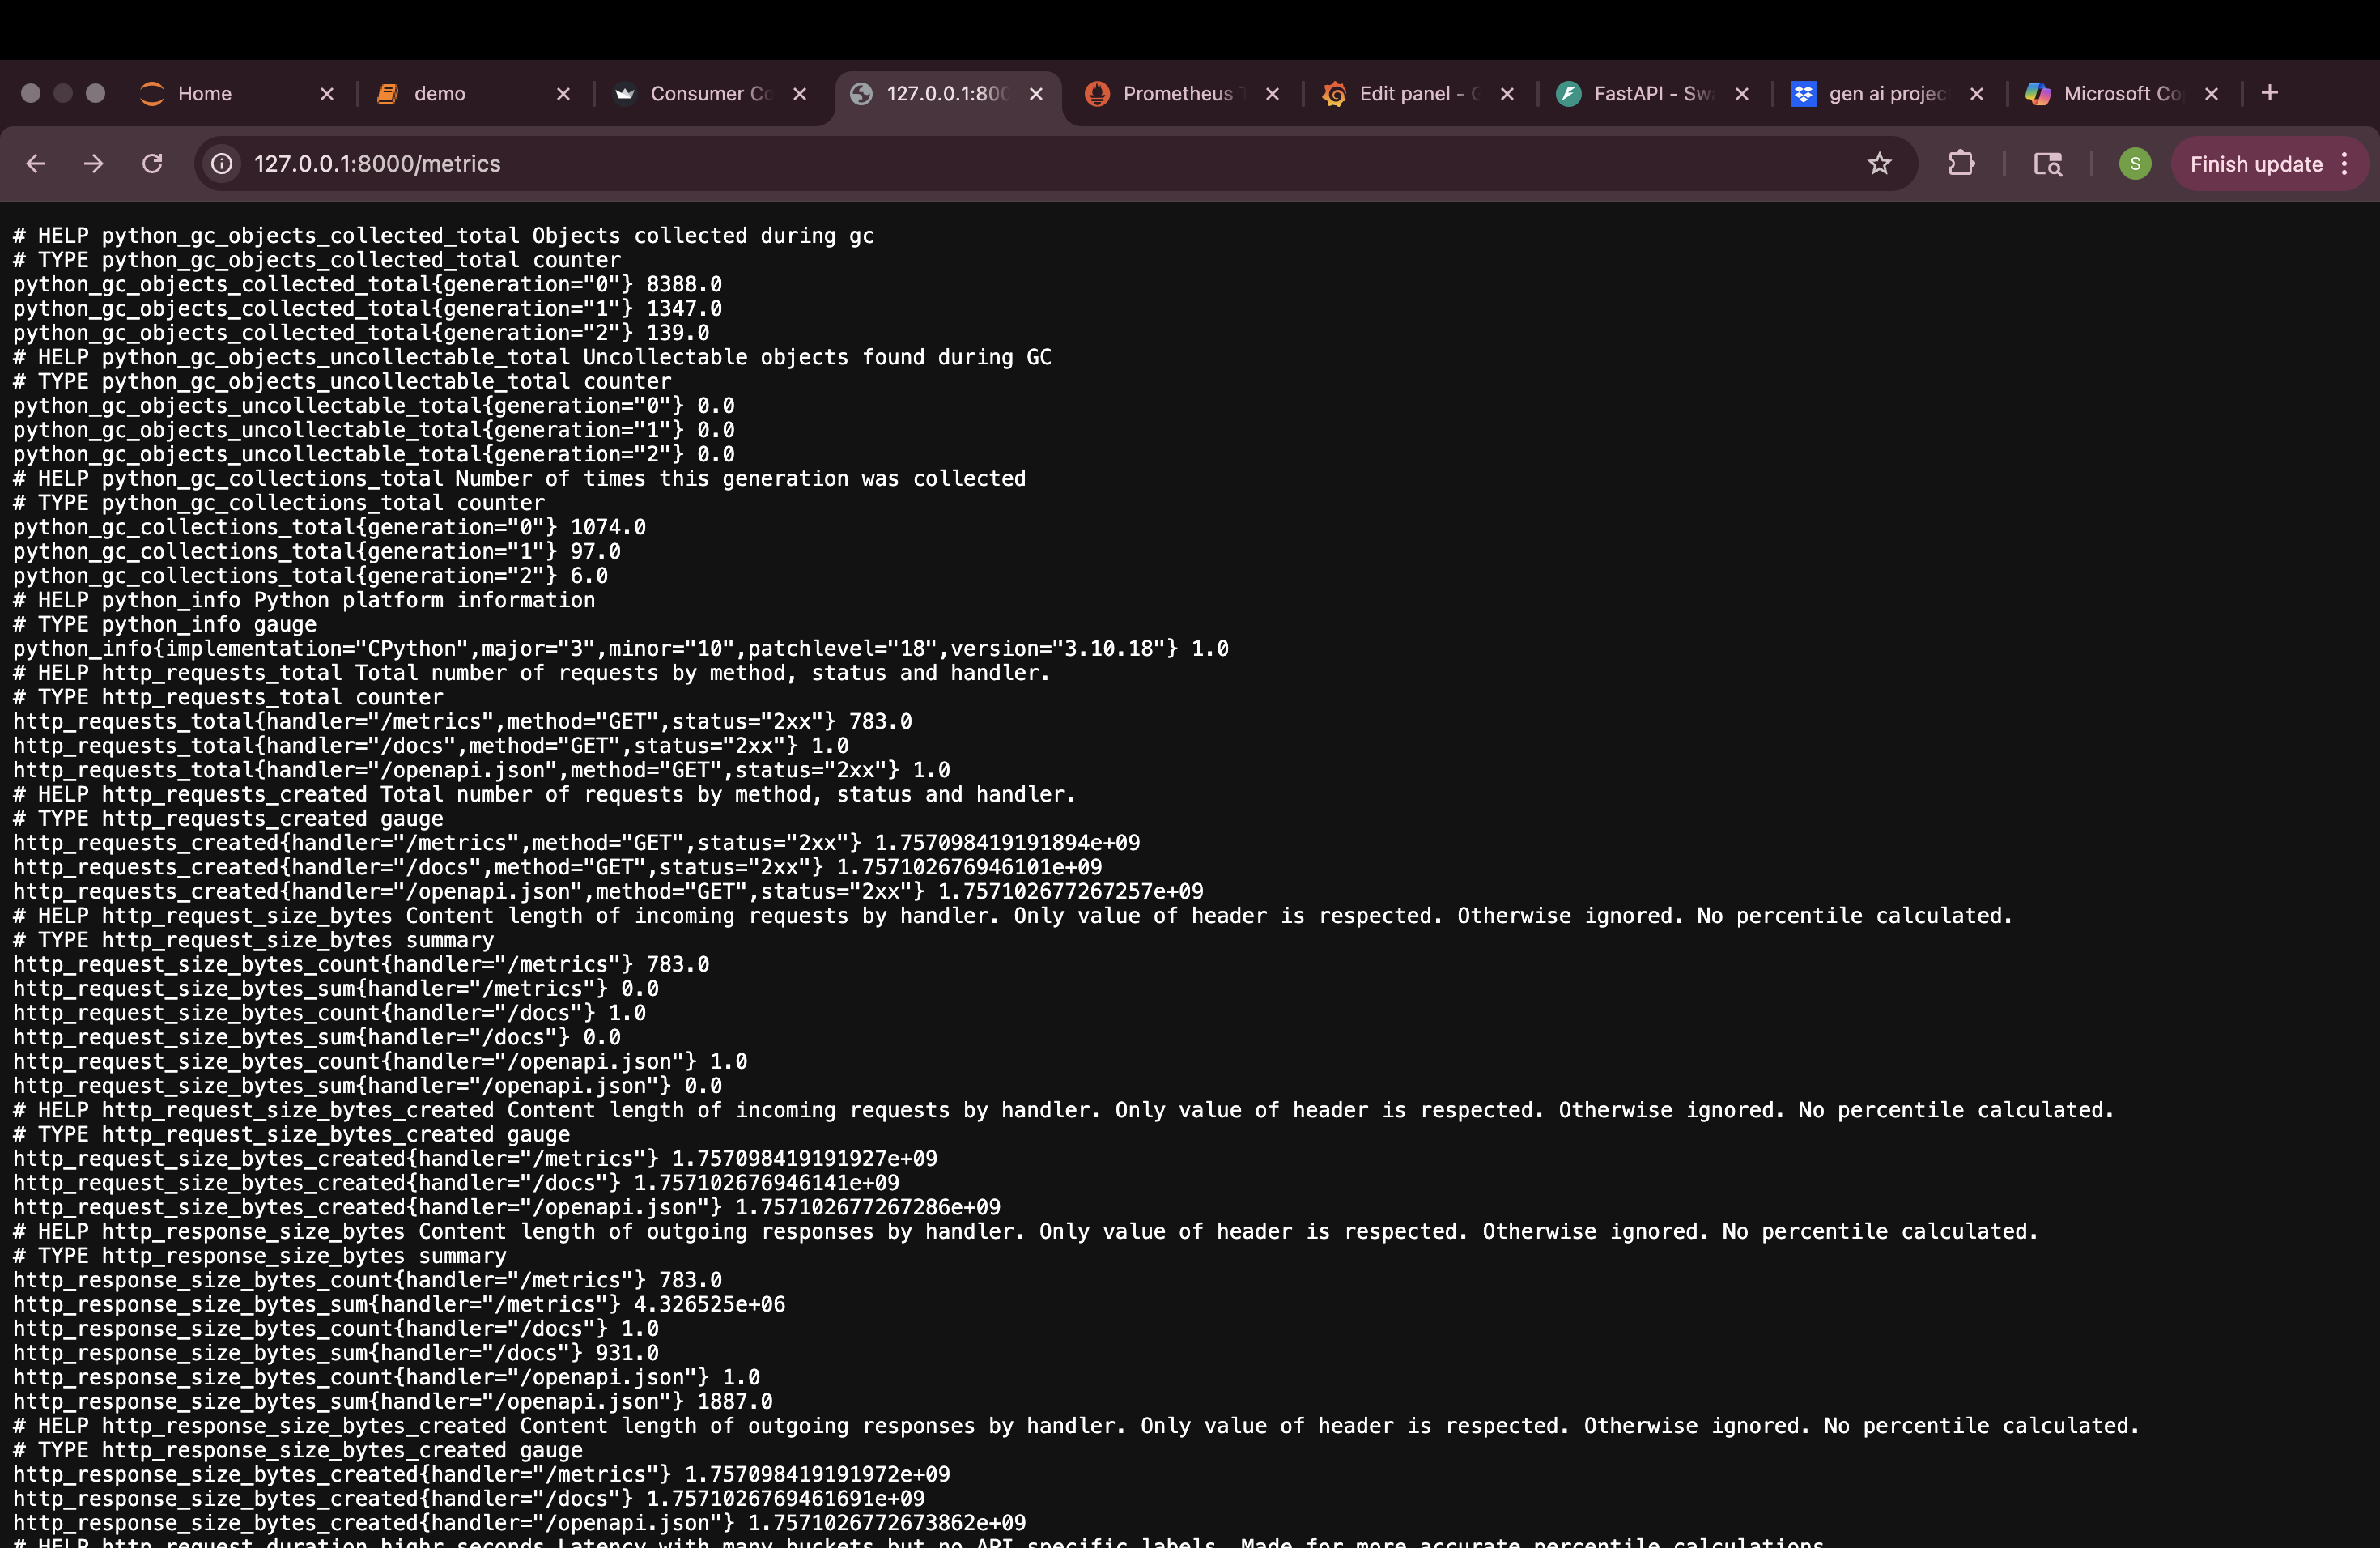 Home
demo
Consumer Co
127.0.0.1:800
Prometheus T
Edit panel - G
FastAPI - Swa
gen ai projec
Microsoft Co
127.0.0.1:8000/metrics
S
Finish update
# HELP python_gc_objects_collected_total Objects collected during gc
# TYPE python_gc_objects_collected_total counter
python_gc_objects_collected_total{generation="0"} 8388.0
python_gc_objects_collected_total{generation="1"} 1347.0
python_gc_objects_collected_total{generation="2"} 139.0
# HELP python_gc_objects_uncollectable_total Uncollectable objects found during GC
# TYPE python_gc_objects_uncollectable_total counter
python_gc_objects_uncollectable_total{generation="0"} 0.0
python_gc_objects_uncollectable_total{generation="1"} 0.0
python_gc_objects_uncollectable_total{generation="2"} 0.0
# HELP python_gc_collections_total Number of times this generation was collected
# TYPE python_gc_collections_total counter
python_gc_collections_total{generation="0"} 1074.0
python_gc_collections_total{generation="1"} 97.0
python_gc_collections_total{generation="2"} 6.0
# HELP python_info Python platform information
# TYPE python_info gauge
python_info{implementation="CPython",major="3",minor="10",patchlevel="18",version="3.10.18"} 1.0
# HELP http_requests_total Total number of requests by method, status and handler.
# TYPE http_requests_total counter
http_requests_total{handler="/metrics",method="GET",status="2xx"} 783.0
http_requests_total{handler="/docs",method="GET",status="2xx"} 1.0
http_requests_total{handler="/openapi.json",method="GET",status="2xx"} 1.0
# HELP http_requests_created Total number of requests by method, status and handler.
# TYPE http_requests_created gauge
http_requests_created{handler="/metrics",method="GET",status="2xx"} 1.757098419191894e+09
http_requests_created{handler="/docs",method="GET",status="2xx"} 1.757102676946101e+09
http_requests_created{handler="/openapi.json",method="GET",status="2xx"} 1.757102677267257e+09
# HELP http_request_size_bytes Content length of incoming requests by handler. Only value of header is respected. Otherwise ignored. No percentile calculated.
# TYPE http_request_size_bytes summary
http_request_size_bytes_count{handler="/metrics"} 783.0
http_request_size_bytes_sum{handler="/metrics"} 0.0
http_request_size_bytes_count{handler="/docs"} 1.0
http_request_size_bytes_sum{handler="/docs"} 0.0
http_request_size_bytes_count{handler="/openapi.json"} 1.0
http_request_size_bytes_sum{handler="/openapi.json"} 0.0
# HELP http_request_size_bytes_created Content length of incoming requests by handler. Only value of header is respected. Otherwise ignored. No percentile calculated.
# TYPE http_request_size_bytes_created gauge
http_request_size_bytes_created{handler="/metrics"} 1.757098419191927e+09
http_request_size_bytes_created{handler="/docs"} 1.757102676946141e+09
http_request_size_bytes_created{handler="/openapi.json"} 1.757102677267286e+09
# HELP http_response_size_bytes Content length of outgoing responses by handler. Only value of header is respected. Otherwise ignored. No percentile calculated.
# TYPE http_response_size_bytes summary
http_response_size_bytes_count{handler="/metrics"} 783.0
http_response_size_bytes_sum{handler="/metrics"} 4.326525e+06
http_response_size_bytes_count{handler="/docs"} 1.0
http_response_size_bytes_sum{handler="/docs"} 931.0
http_response_size_bytes_count{handler="/openapi.json"} 1.0
http_response_size_bytes_sum{handler="/openapi.json"} 1887.0
# HELP http_response_size_bytes_created Content length of outgoing responses by handler. Only value of header is respected. Otherwise ignored. No percentile calculated.
# TYPE http_response_size_bytes_created gauge
http_response_size_bytes_created{handler="/metrics"} 1.757098419191972e+09
http_response_size_bytes_created{handler="/docs"} 1.7571026769461691e+09
http_response_size_bytes_created{handler="/openapi.json"} 1.7571026772673862e+09
# HELP http_request_duration_highr_seconds Latency with many buckets but no API specific labels. Made for more accurate percentile calculations.